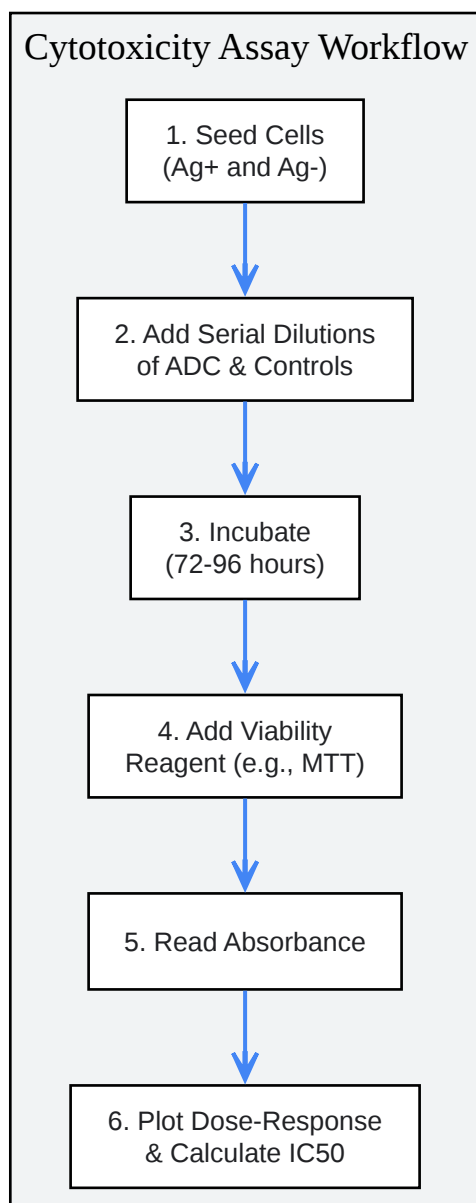 Cytotoxicity Assay Workflow
1. Seed Cells
(Ag+ and Ag-)
2. Add Serial Dilutions
of ADC & Controls
3. Incubate
(72-96 hours)
4. Add Viability
Reagent (e.g., MTT)
5. Read Absorbance
6. Plot Dose-Response
& Calculate IC50